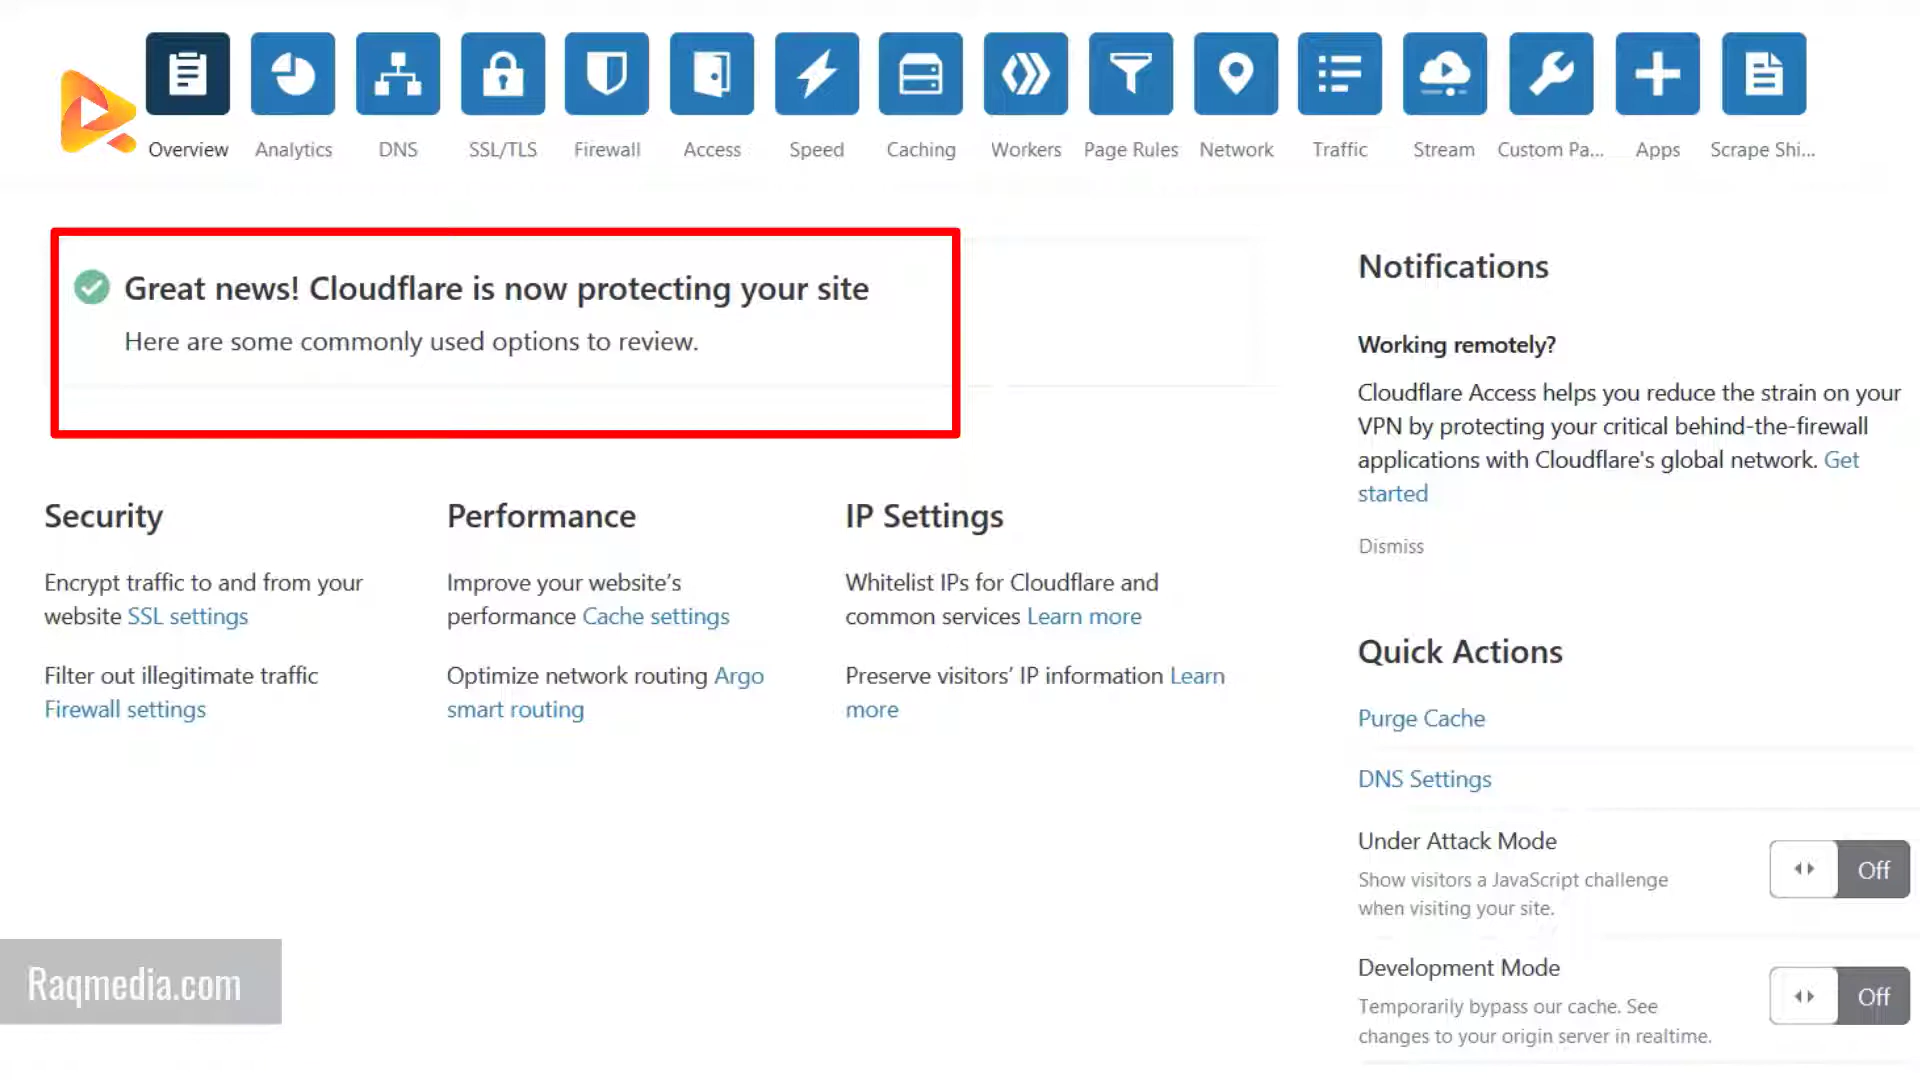 Overview
Analytics
DNS
SSL/TLS
Firewall
Access
Speed
Caching
Workers
Page Rules
Network
Traffic
Stream
Custom Pa...
Apps
Scrape Shi...
Great news! Cloudflare is now protecting your site
Here are some commonly used options to review.
Security
Encrypt traffic to and from your
website SSL settings
Filter out illegitimate traffic
Firewall settings
Performance
Improve your website's
performance Cache settings
Optimize network routing Argo
smart routing
IP Settings
Whitelist IPs for Cloudflare and
common services Learn more
Preserve visitors' IP information Learn
more
Notifications
Working remotely?
Cloudflare Access helps you reduce the strain on your
VPN by protecting your critical behind-the-firewall
applications with Cloudflare's global network. Get
started
Dismiss
Quick Actions
Purge Cache
DNS Settings
Under Attack Mode
Show visitors a JavaScript challenge
when visiting your site.
Off
Development Mode
Temporarily bypass our cache. See
changes to your origin server in realtime.
Off
Raqmedia.com